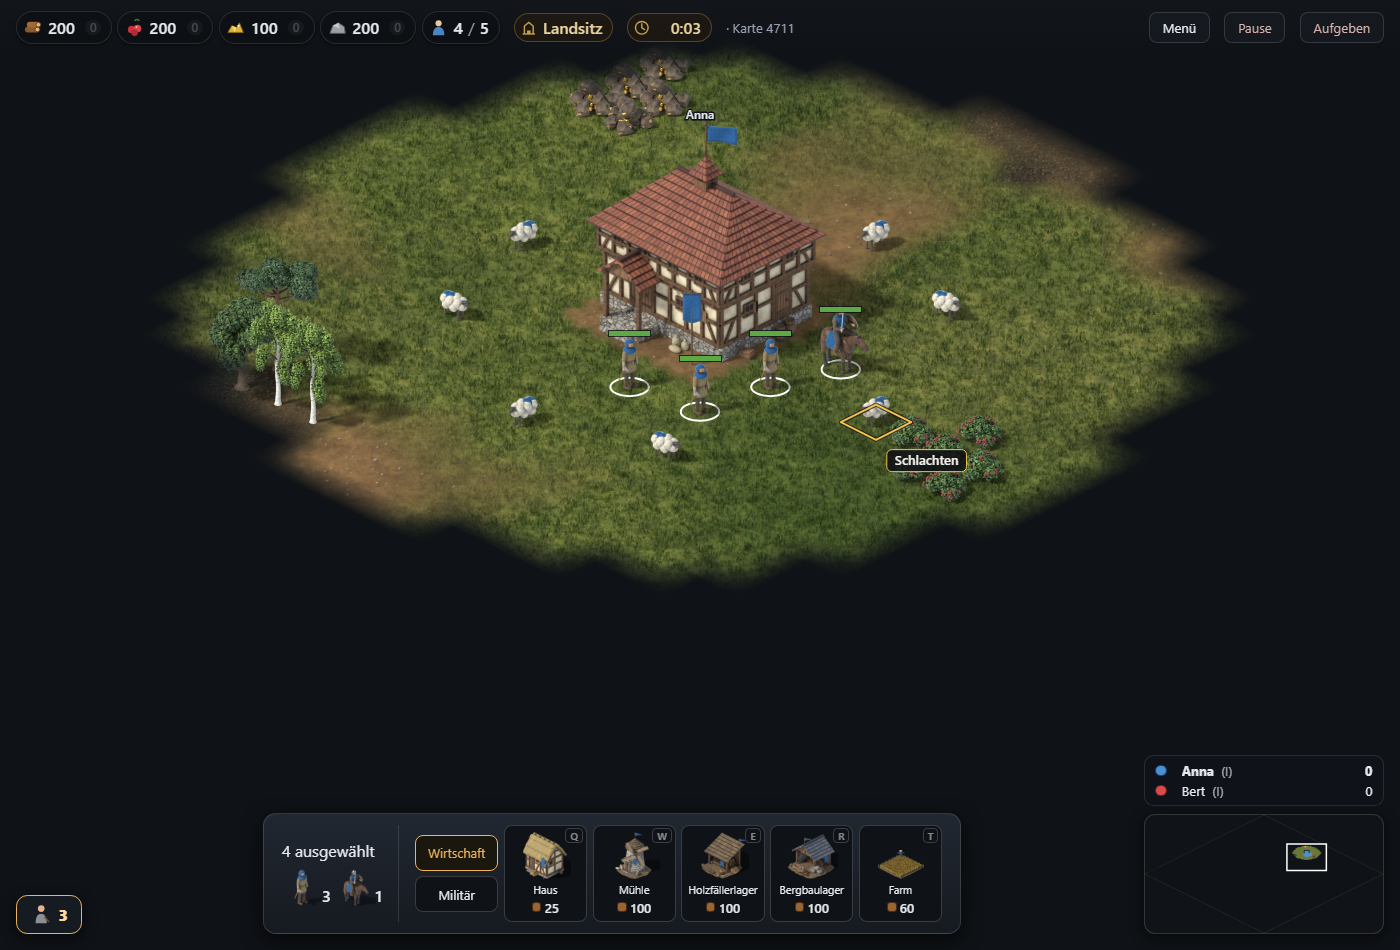 200 0 200 0 100 0 200 0 4 / 5 Landsitz 0:03 · Karte 4711 Menü Pause Aufgeben
Anna
Schlachten
Anna (I) 0
Bert (I) 0
4 ausgewählt
3 1
Wirtschaft
Militär
Q W E R T
Haus Mühle Holzfällerlager Bergbaulager Farm
25 100 100 100 60
3